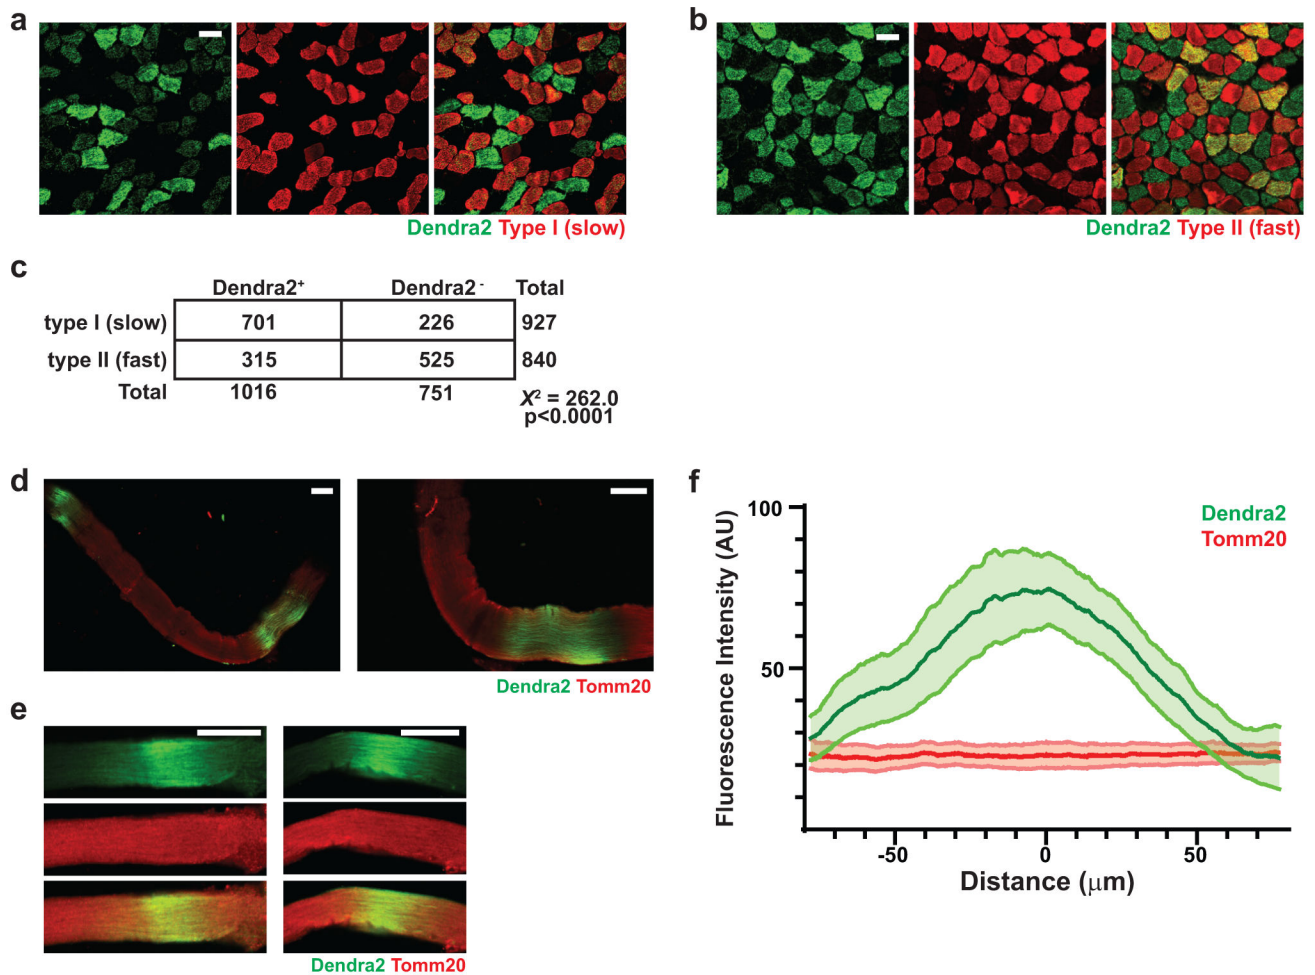 a
b
Dendra2 Type I (slow)
Dendra2 Type II (fast)
c
Dendra2⁺ Dendra2 ⁻ Total
type I (slow) 701 226 927
type II (fast) 315 525 840
Total 1016 751
X² = 262.0
p<0.0001
d
Dendra2 Tomm20
e
Dendra2 Tomm20
f
Dendra2
Tomm20
Fluorescence Intensity (AU)
100
50
-50 0 50
Distance (μm)